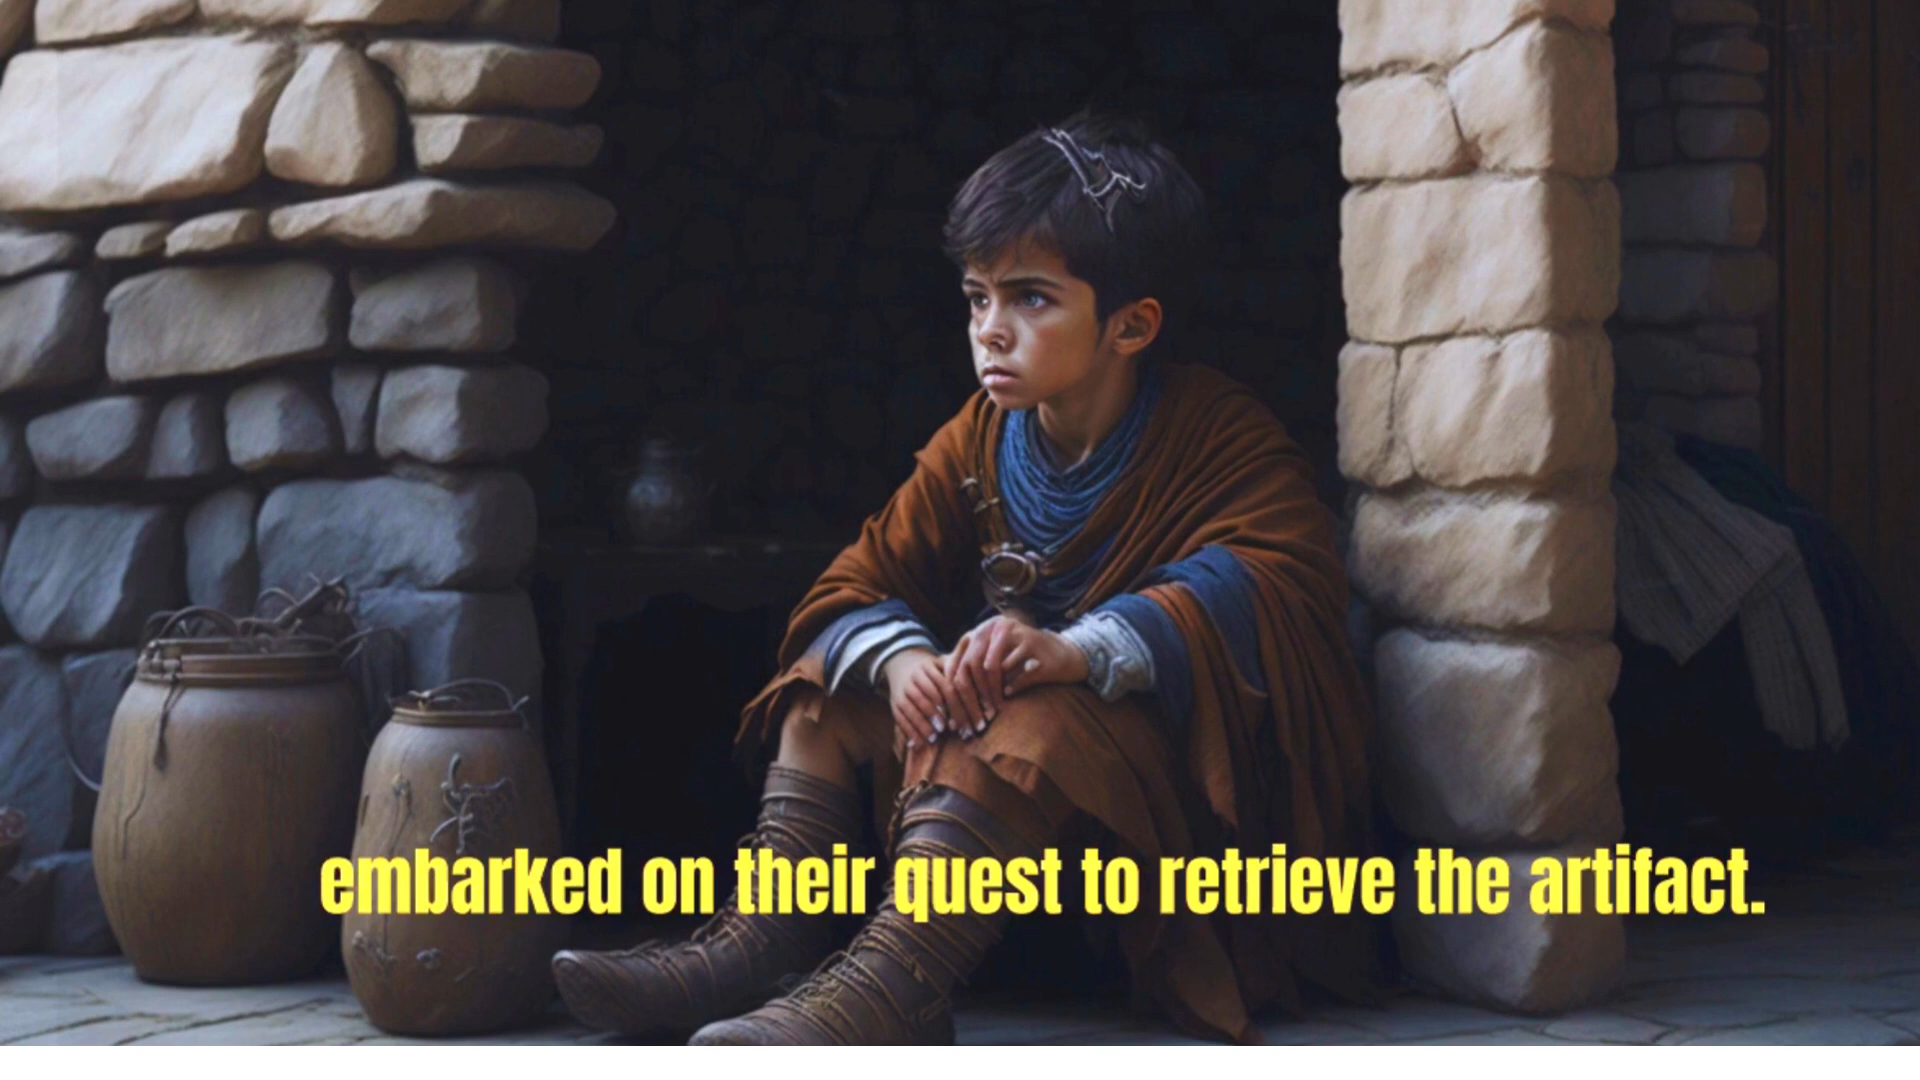 embarked on their quest to retrieve the artifact.